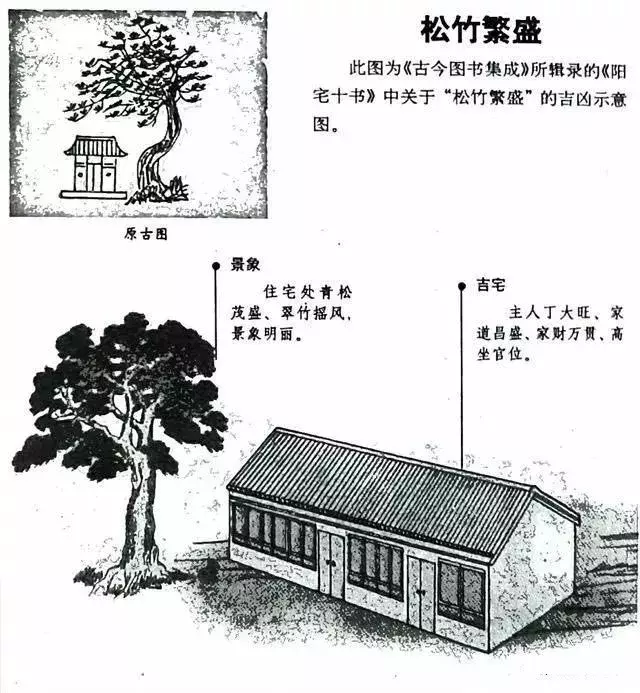 松竹繁盛
此图为《古今图书集成》所辑录的《阳
宅十书》中关于“松竹繁盛”的吉凶示意
图。
原古图
景象
住宅处青松
茂盛、翠竹摇风，
景象明丽。
吉宅
主人丁大旺、家
道昌盛、家财万贯、高
坐官位。